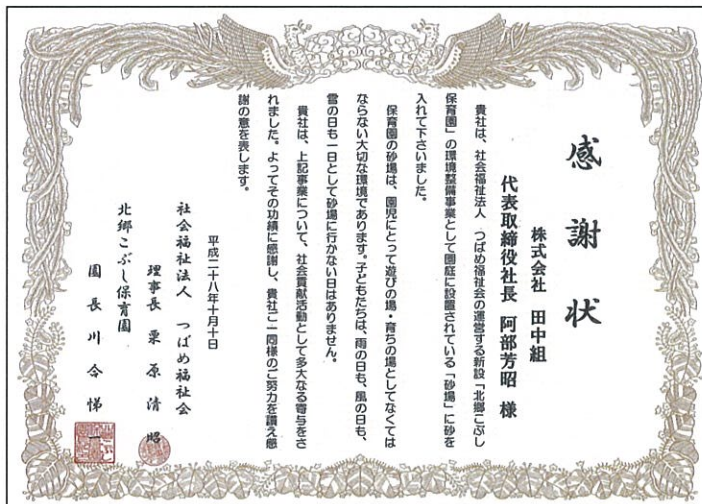 感謝状
株式会社 田中組
代表取締役社長 阿部芳昭 様
貴社は、社会福祉法人 つばめ福祉会の運営する新設「北郷こぶし
保育園」の環境整備事業として園庭に設置されている「砂場」に砂を
入れて下さいました。
保育園の砂場は、園児にとって遊びの場・育ちの場としてなくては
ならない大切な環境であります。子どもたちは、雨の日も、風の日も、
雪の日も一日として砂場に行かない日はありません。
貴社は、上記事業について、社会貢献活動として多大なる寄与をさ
れました。よってその功績に感謝し、貴社ご一同様のご努力を讃え感
謝の意を表します。
平成二十八年十月十日
社会福祉法人 つばめ福祉会
理事長 栗原清昭
北郷こぶし保育園
園長 川合悌一